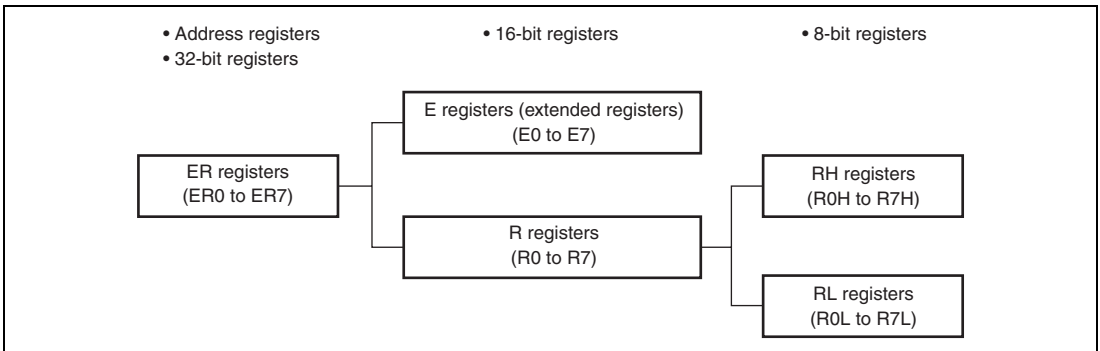 • Address registers
• 32-bit registers
• 16-bit registers
• 8-bit registers
E registers (extended registers)
(E0 to E7)
ER registers
(ER0 to ER7)
RH registers
(R0H to R7H)
R registers
(R0 to R7)
RL registers
(R0L to R7L)